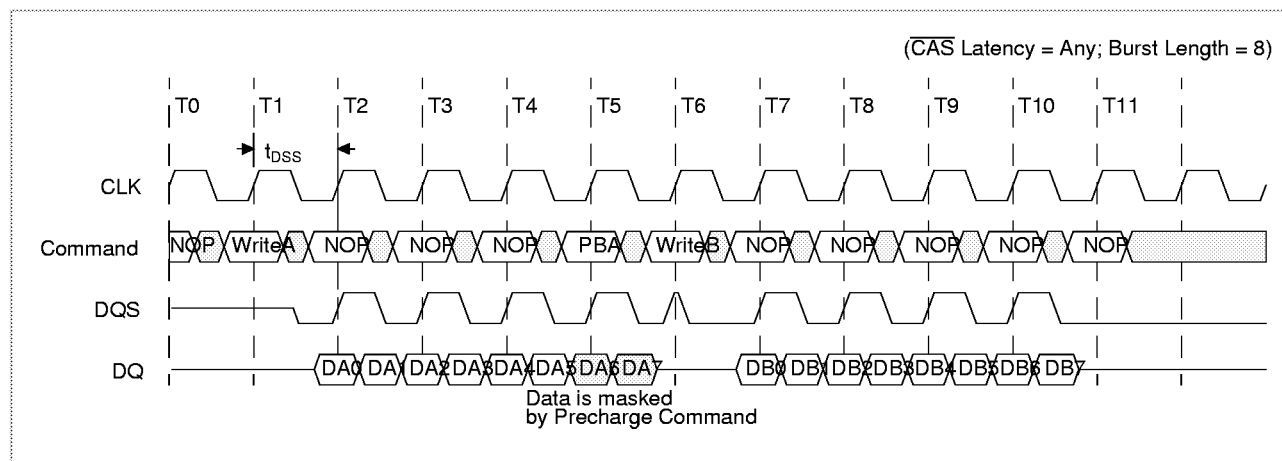 (CAS Latency = Any; Burst Length = 8)
T0 T1 T2 T3 T4 T5 T6 T7 T8 T9 T10 T11
tDSS
CLK
Command NOP WriteA NOP NOP NOP PBA WriteB NOP NOP NOP NOP NOP
DQS
DQ DA0 DA1 DA2 DA3 DA4 DA5 DA6 DA7 DB0 DB1 DB2 DB3 DB4 DB5 DB6 DB7
Data is masked
by Precharge Command